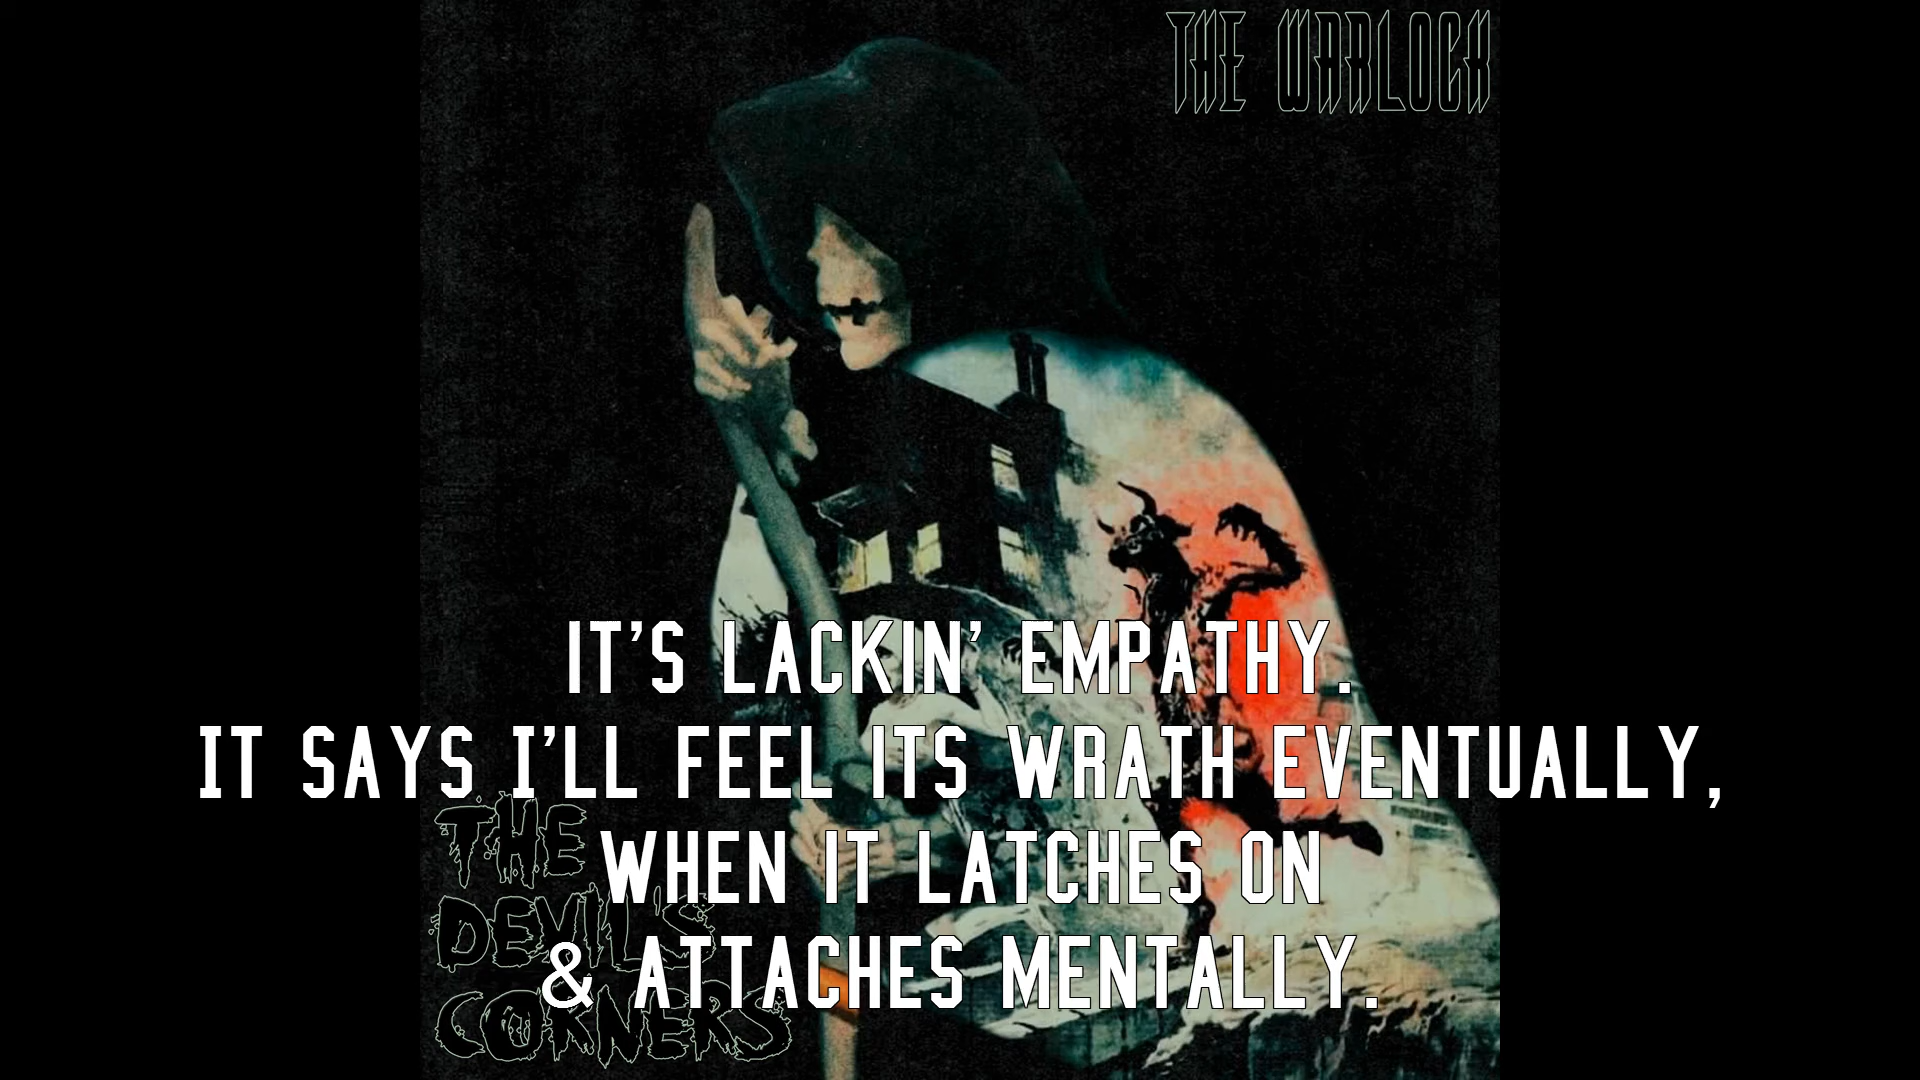 THE WARLOCK
IT'S LACKIN' EMPATHY.
IT SAYS I'LL FEEL ITS WRATH EVENTUALLY,
WHEN IT LATCHES ON
& ATTACHES MENTALLY.
THE
DEVIL'S
CORNERS